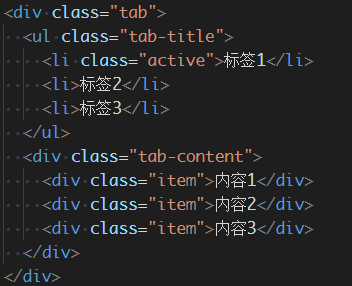 <div class="tab">
  <ul class="tab-title">
    <li class="active">标签1</li>
    <li>标签2</li>
    <li>标签3</li>
  </ul>
  <div class="tab-content">
    <div class="item">内容1</div>
    <div class="item">内容2</div>
    <div class="item">内容3</div>
  </div>
</div>